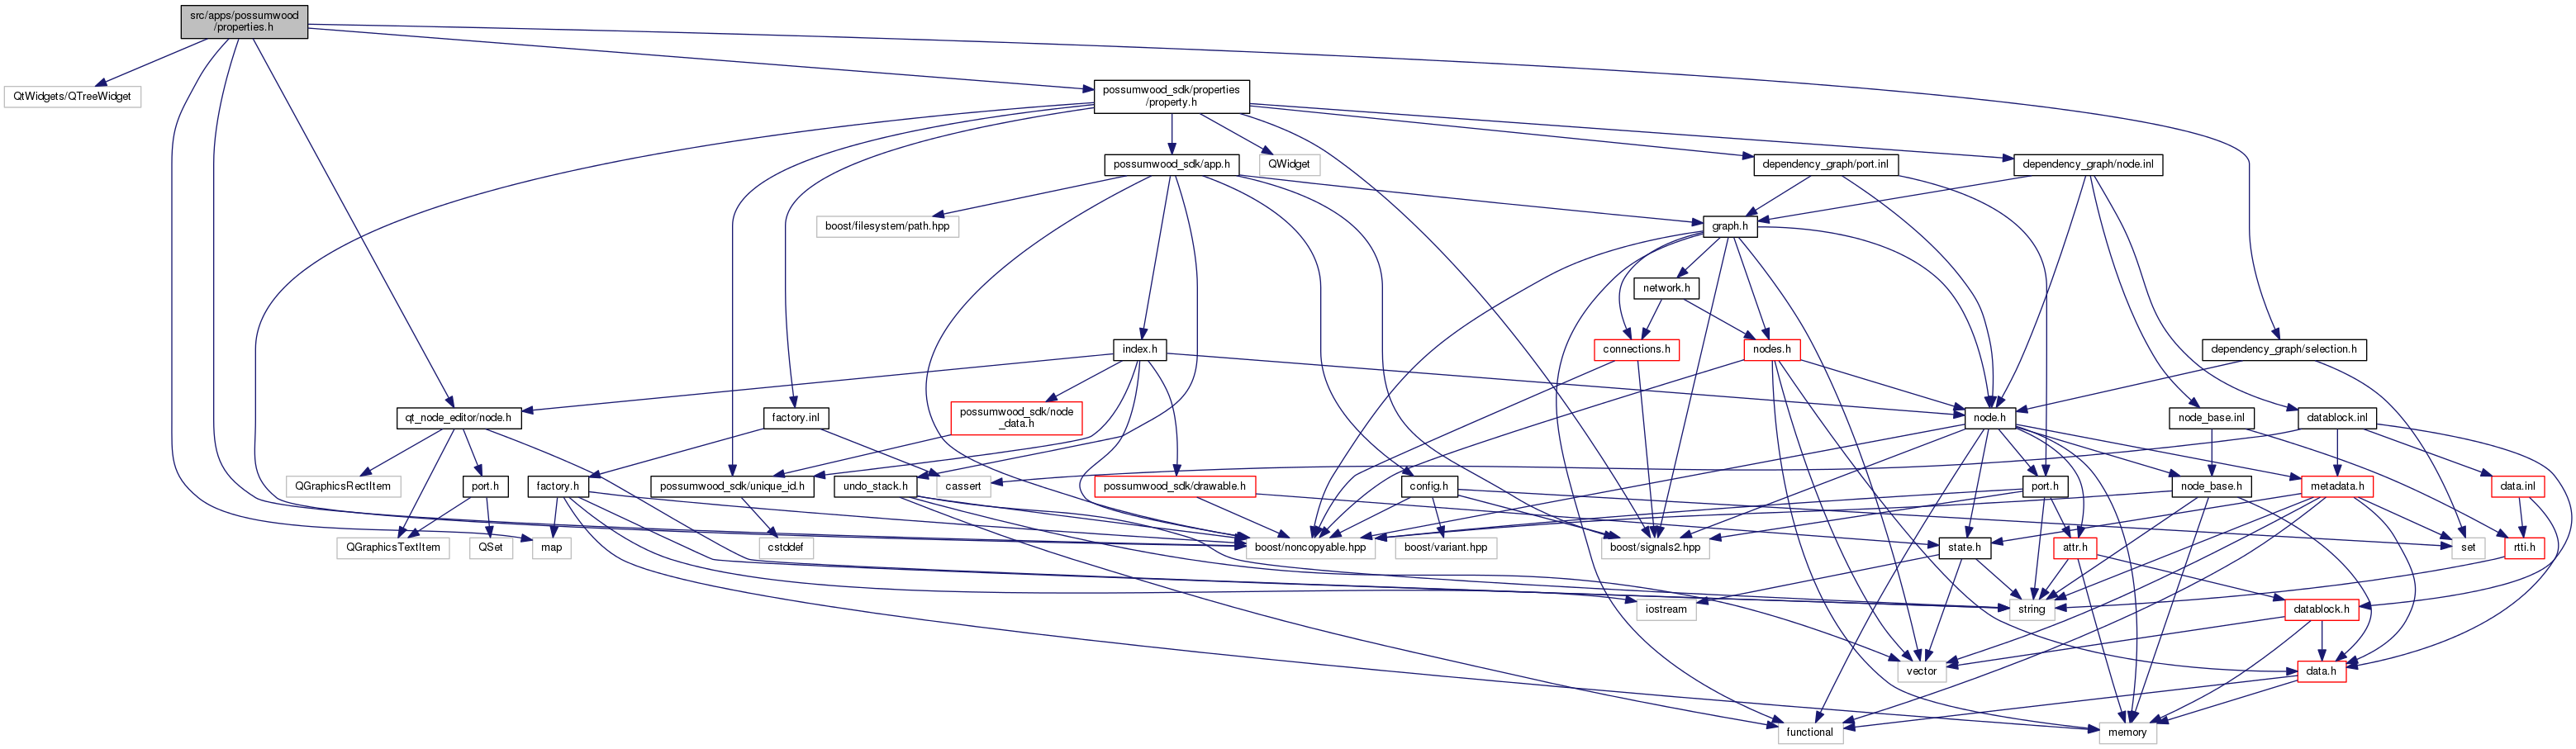 src/apps/possumwood
/properties.h
QtWidgets/QTreeWidget
possumwood_sdk/properties
/property.h
possumwood_sdk/app.h
QWidget
dependency_graph/port.inl
dependency_graph/node.inl
boost/filesystem/path.hpp
graph.h
network.h
index.h
connections.h
nodes.h
dependency_graph/selection.h
qt_node_editor/node.h
possumwood_sdk/node
_data.h
factory.inl
node.h
node_base.inl
datablock.inl
QGraphicsRectItem
port.h
factory.h
possumwood_sdk/unique_id.h
undo_stack.h
cassert
possumwood_sdk/drawable.h
config.h
port.h
node_base.h
metadata.h
data.inl
QGraphicsTextItem
QSet
map
cstddef
boost/noncopyable.hpp
boost/variant.hpp
boost/signals2.hpp
state.h
attr.h
set
rtti.h
iostream
string
datablock.h
vector
data.h
functional
memory